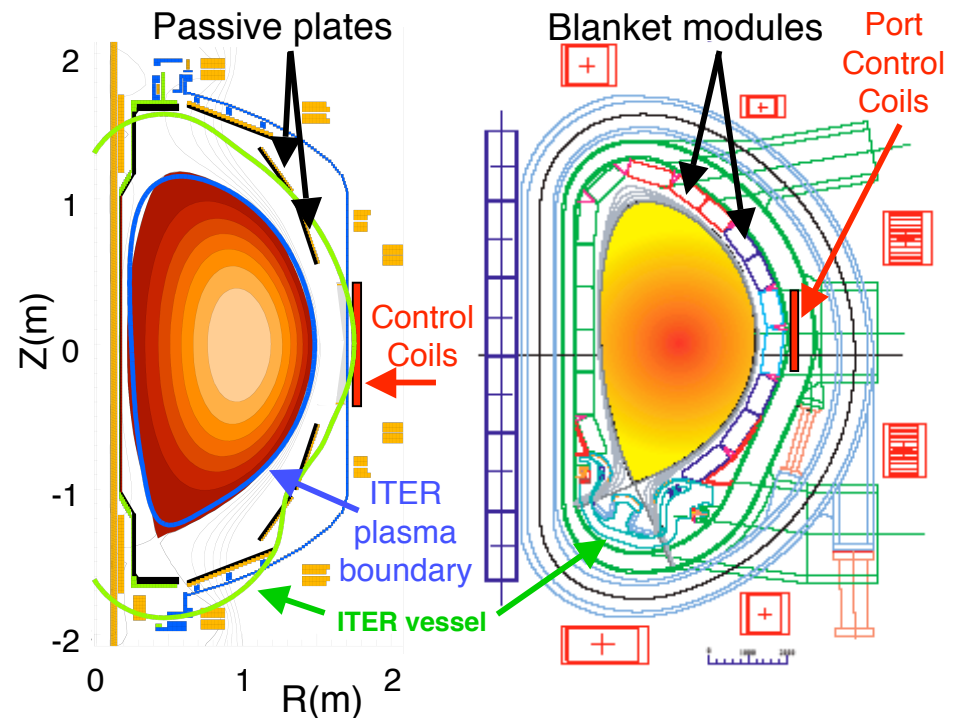 Passive plates
Blanket modules
Port
Control
Coils
2
1
0
-1
-2
Z(m)
Control
Coils
ITER
plasma
boundary
ITER vessel
0
1
2
R(m)